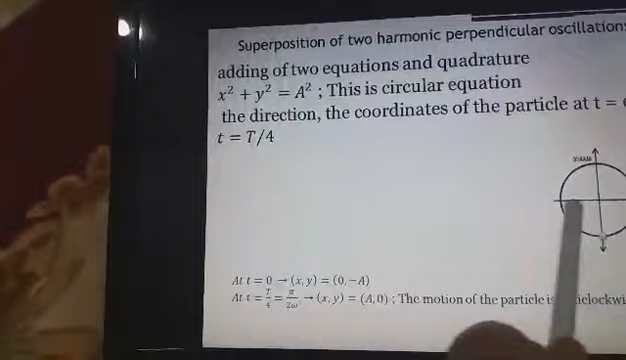 Superposition of two harmonic perpendicular oscillations
adding of two equations and quadrature
x² + y² = A² ; This is circular equation
the direction, the coordinates of the particle at t =
t = T/4
At t = 0 → (x, y) = (0, −A)
At t = T/4 = π/2ω → (x, y) = (A, 0) ; The motion of the particle